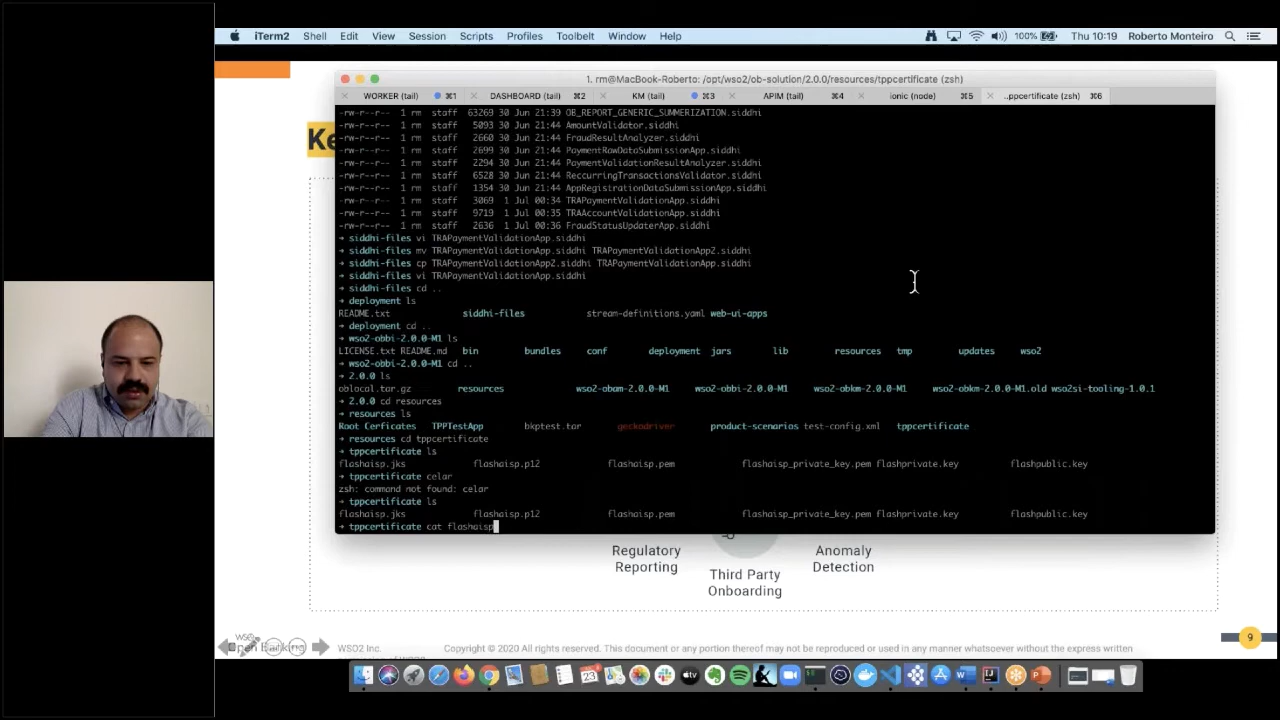 iTerm2 Shell Edit View Session Scripts Profiles Toolbelt Window Help 100% Thu 10:19 Roberto Monteiro
1. rm@MacBook-Roberto: /opt/wso2/ob-solution/2.0.0/resources/tppcertificate (zsh)
WORKER (tail) ⌘1 DASHBOARD (tail) ⌘2 KM (tail) ⌘3 APIM (tail) ⌘4 ionic (node) ⌘5 ..ppcertificate (zsh) ⌘6
-rw-r--r-- 1 rm staff 63269 30 Jun 21:39 OB_REPORT_GENERIC_SUMMERIZATION.siddhi
-rw-r--r-- 1 rm staff 5093 30 Jun 21:44 AmountValidator.siddhi
-rw-r--r-- 1 rm staff 2660 30 Jun 21:44 FraudResultAnalyzer.siddhi
-rw-r--r-- 1 rm staff 2699 30 Jun 21:44 PaymentRawDataSubmissionApp.siddhi
-rw-r--r-- 1 rm staff 2294 30 Jun 21:44 PaymentValidationResultAnalyzer.siddhi
-rw-r--r-- 1 rm staff 6528 30 Jun 21:44 ReccurringTransactionsValidator.siddhi
-rw-r--r-- 1 rm staff 1354 30 Jun 21:44 AppRegistrationDataSubmissionApp.siddhi
-rw-r--r-- 1 rm staff 3069 1 Jul 00:34 TRAPaymentValidationApp.siddhi
-rw-r--r-- 1 rm staff 9719 1 Jul 00:35 TRAAccountValidationApp.siddhi
-rw-r--r-- 1 rm staff 2636 1 Jul 00:36 FraudStatusUpdaterApp.siddhi
→ siddhi-files vi TRAPaymentValidationApp.siddhi
→ siddhi-files mv TRAPaymentValidationApp.siddhi TRAPaymentValidationApp2.siddhi
→ siddhi-files cp TRAPaymentValidationApp2.siddhi TRAPaymentValidationApp.siddhi
→ siddhi-files vi TRAPaymentValidationApp.siddhi
→ siddhi-files cd ..
→ deployment ls
README.txt siddhi-files stream-definitions.yaml web-ui-apps
→ deployment cd ..
→ wso2-obbi-2.0.0-M1 ls
LICENSE.txt README.md bin bundles conf deployment jars lib resources tmp updates wso2
→ wso2-obbi-2.0.0-M1 cd ..
→ 2.0.0 ls
oblocal.tar.gz resources wso2-obam-2.0.0-M1 wso2-obbi-2.0.0-M1 wso2-obkm-2.0.0-M1 wso2-obkm-2.0.0-M1.old wso2si-tooling-1.0.1
→ 2.0.0 cd resources
→ resources ls
Root Cerficates TPPTestApp bkptest.tar geckodriver product-scenarios test-config.xml tppcertificate
→ resources cd tppcertificate
→ tppcertificate ls
flashaisp.jks flashaisp.p12 flashaisp.pem flashaisp_private_key.pem flashprivate.key flashpublic.key
→ tppcertificate celar
zsh: command not found: celar
→ tppcertificate ls
flashaisp.jks flashaisp.p12 flashaisp.pem flashaisp_private_key.pem flashprivate.key flashpublic.key
→ tppcertificate cat flashaisp
Ke
Regulatory
Reporting
Third Party
Onboarding
Anomaly
Detection
9
WSO2
Open Banking
WSO2 Inc.
Copyright © 2020 All rights reserved. This document or any portion thereof may not be reproduced or used in any manner whatsoever without the express written